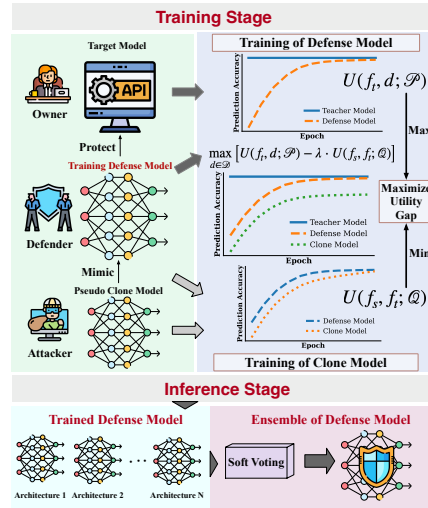 Training Stage
Target Model
API
Owner
Protect
Training Defense Model
Defender
Mimic
Pseudo Clone Model
Attacker
Training of Defense Model
Prediction Accuracy
Teacher Model
Defense Model
Epoch
U(f_t, d; 𝒫)
Max
max_{d∈𝒟} [U(f_t, d; 𝒫) − λ · U(f_s, f_t; 𝒬)]
Prediction Accuracy
Teacher Model
Defense Model
Clone Model
Epoch
Maximize
Utility
Gap
Min
Prediction Accuracy
Defense Model
Clone Model
Epoch
U(f_s, f_t; 𝒬)
Training of Clone Model
Inference Stage
Trained Defense Model
Architecture 1
Architecture 2
. . .
Architecture N
Ensemble of Defense Model
Soft Voting